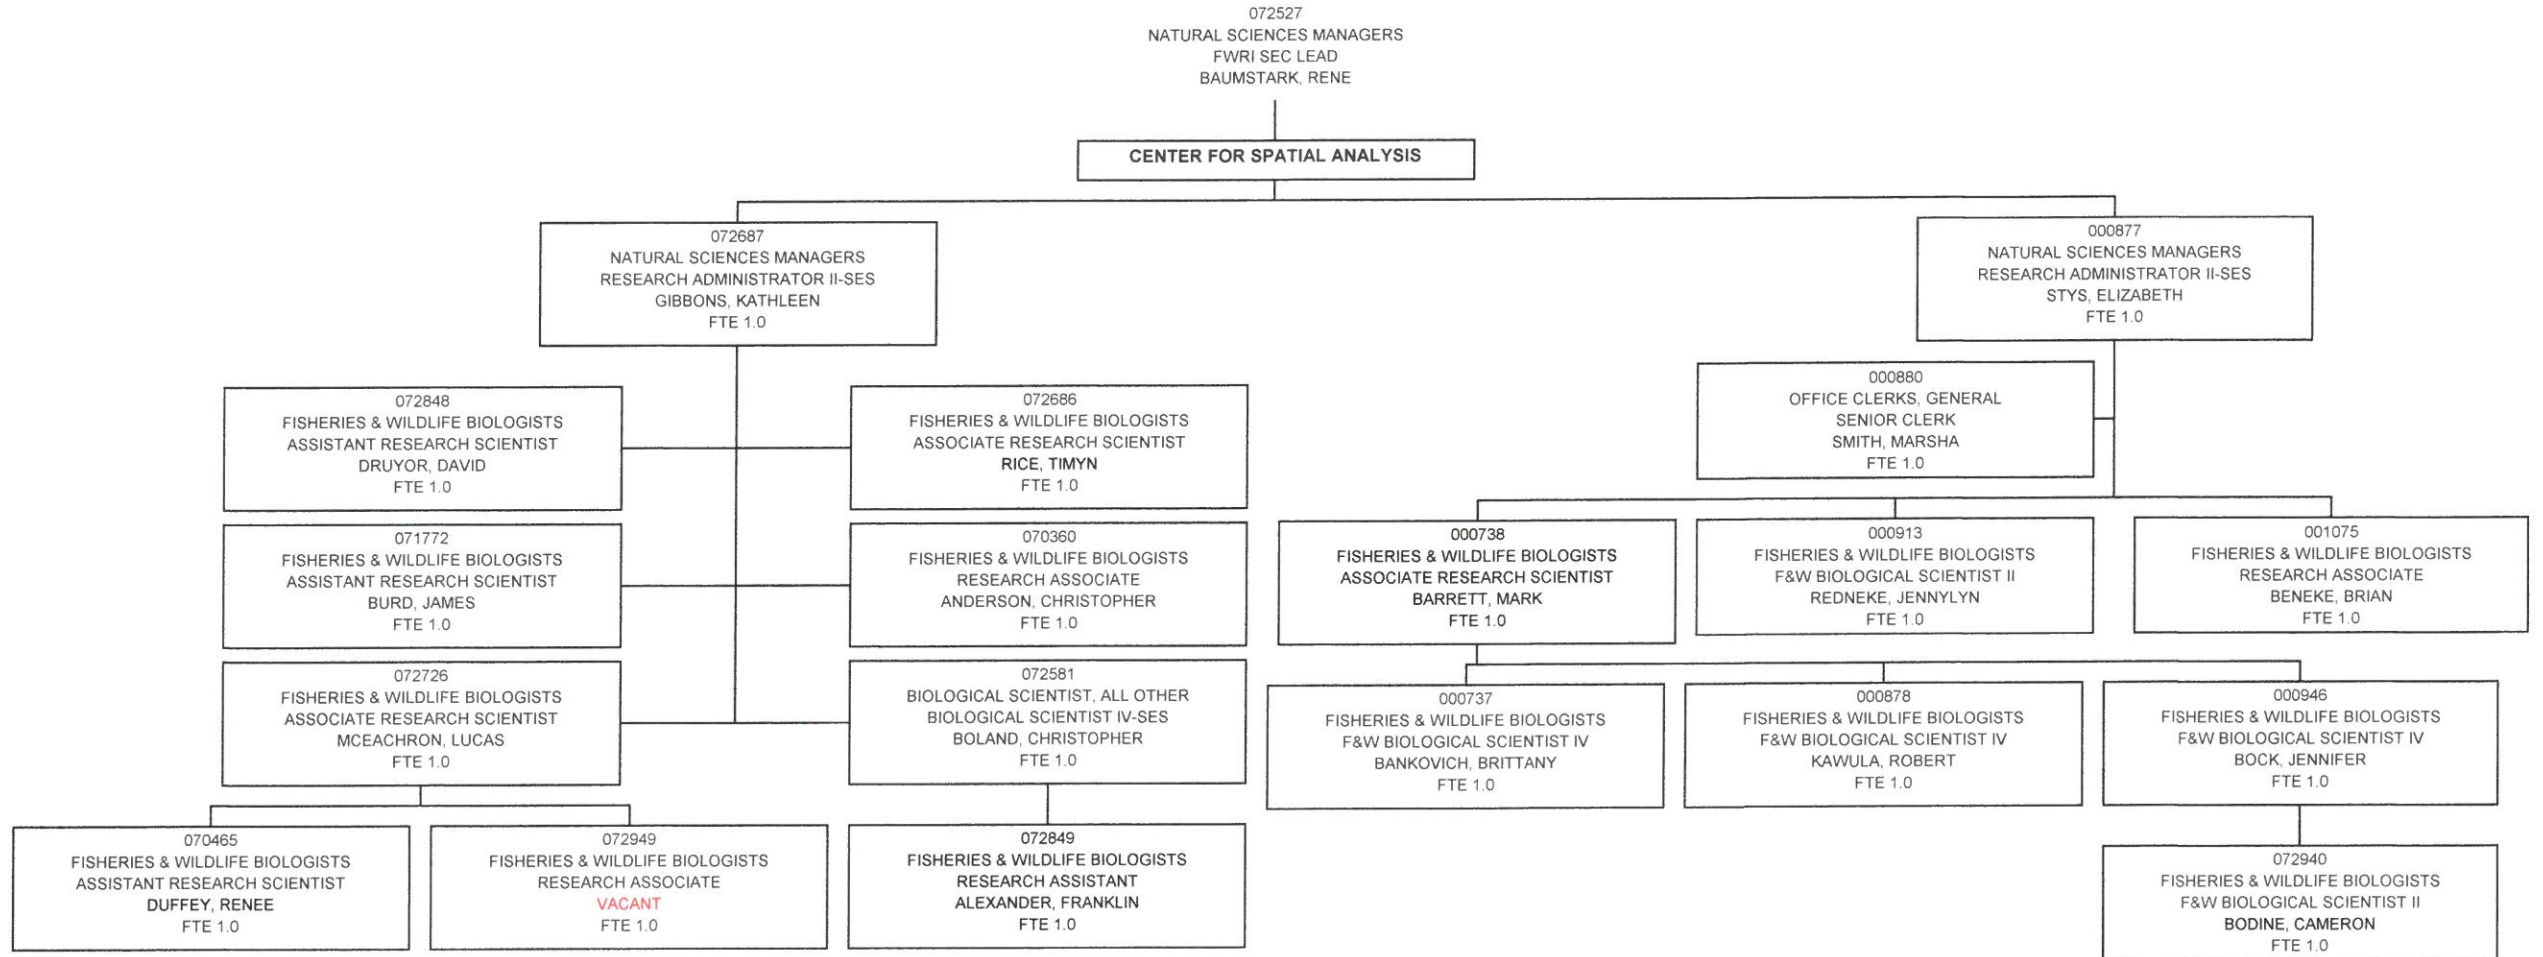 072527
NATURAL SCIENCES MANAGERS
FWRI SEC LEAD
BAUMSTARK, RENE
CENTER FOR SPATIAL ANALYSIS
072687
NATURAL SCIENCES MANAGERS
RESEARCH ADMINISTRATOR II-SES
GIBBONS, KATHLEEN
FTE 1.0
000877
NATURAL SCIENCES MANAGERS
RESEARCH ADMINISTRATOR II-SES
STYS, ELIZABETH
FTE 1.0
072848
FISHERIES & WILDLIFE BIOLOGISTS
ASSISTANT RESEARCH SCIENTIST
DRUYOR, DAVID
FTE 1.0
072686
FISHERIES & WILDLIFE BIOLOGISTS
ASSOCIATE RESEARCH SCIENTIST
RICE, TIMYN
FTE 1.0
000880
OFFICE CLERKS, GENERAL
SENIOR CLERK
SMITH, MARSHA
FTE 1.0
071772
FISHERIES & WILDLIFE BIOLOGISTS
ASSISTANT RESEARCH SCIENTIST
BURD, JAMES
FTE 1.0
070360
FISHERIES & WILDLIFE BIOLOGISTS
RESEARCH ASSOCIATE
ANDERSON, CHRISTOPHER
FTE 1.0
000738
FISHERIES & WILDLIFE BIOLOGISTS
ASSOCIATE RESEARCH SCIENTIST
BARRETT, MARK
FTE 1.0
000913
FISHERIES & WILDLIFE BIOLOGISTS
F&W BIOLOGICAL SCIENTIST II
REDNEKE, JENNYLYN
FTE 1.0
001075
FISHERIES & WILDLIFE BIOLOGISTS
RESEARCH ASSOCIATE
BENEKE, BRIAN
FTE 1.0
072726
FISHERIES & WILDLIFE BIOLOGISTS
ASSOCIATE RESEARCH SCIENTIST
MCEACHRON, LUCAS
FTE 1.0
072581
BIOLOGICAL SCIENTIST, ALL OTHER
BIOLOGICAL SCIENTIST IV-SES
BOLAND, CHRISTOPHER
FTE 1.0
000737
FISHERIES & WILDLIFE BIOLOGISTS
F&W BIOLOGICAL SCIENTIST IV
BANKOVICH, BRITTANY
FTE 1.0
000878
FISHERIES & WILDLIFE BIOLOGISTS
F&W BIOLOGICAL SCIENTIST IV
KAWULA, ROBERT
FTE 1.0
000946
FISHERIES & WILDLIFE BIOLOGISTS
F&W BIOLOGICAL SCIENTIST IV
BOCK, JENNIFER
FTE 1.0
070465
FISHERIES & WILDLIFE BIOLOGISTS
ASSISTANT RESEARCH SCIENTIST
DUFFEY, RENEE
FTE 1.0
072949
FISHERIES & WILDLIFE BIOLOGISTS
RESEARCH ASSOCIATE
VACANT
FTE 1.0
072849
FISHERIES & WILDLIFE BIOLOGISTS
RESEARCH ASSISTANT
ALEXANDER, FRANKLIN
FTE 1.0
072940
FISHERIES & WILDLIFE BIOLOGISTS
F&W BIOLOGICAL SCIENTIST II
BODINE, CAMERON
FTE 1.0